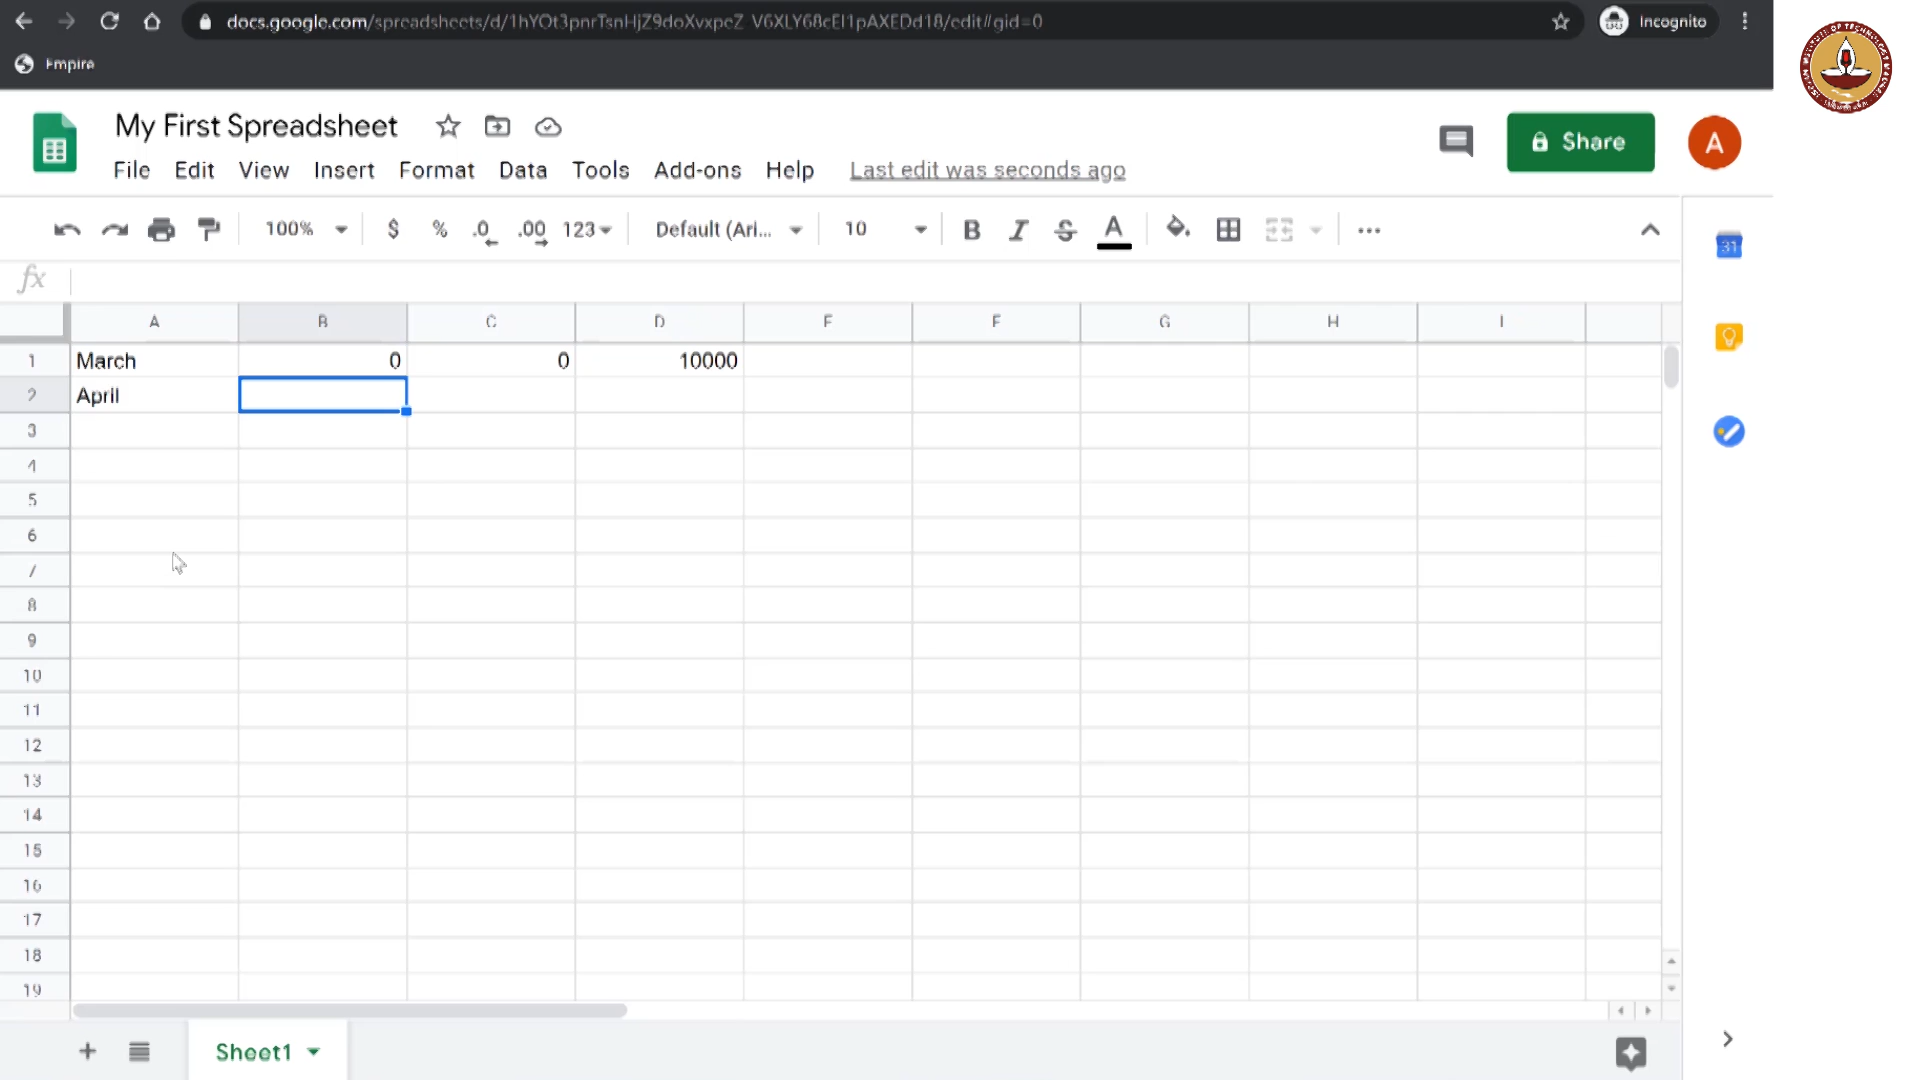 docs.google.com/spreadsheets/d/1hYOt3pnrTsnHjZ9doXvxpeZ_V6XLY68cEI1pAXEDd18/edit#gid=0
Incognito
Empire
My First Spreadsheet
Share
A
File Edit View Insert Format Data Tools Add-ons Help Last edit was seconds ago
100% $ % .0 .00 123 Default (Ari... 10 B I S A ...
31
fx
A B C D E F G H I
1 March 0 0 10000
2 April
3
4
5
6
7
8
9
10
11
12
13
14
15
16
17
18
19
Sheet1